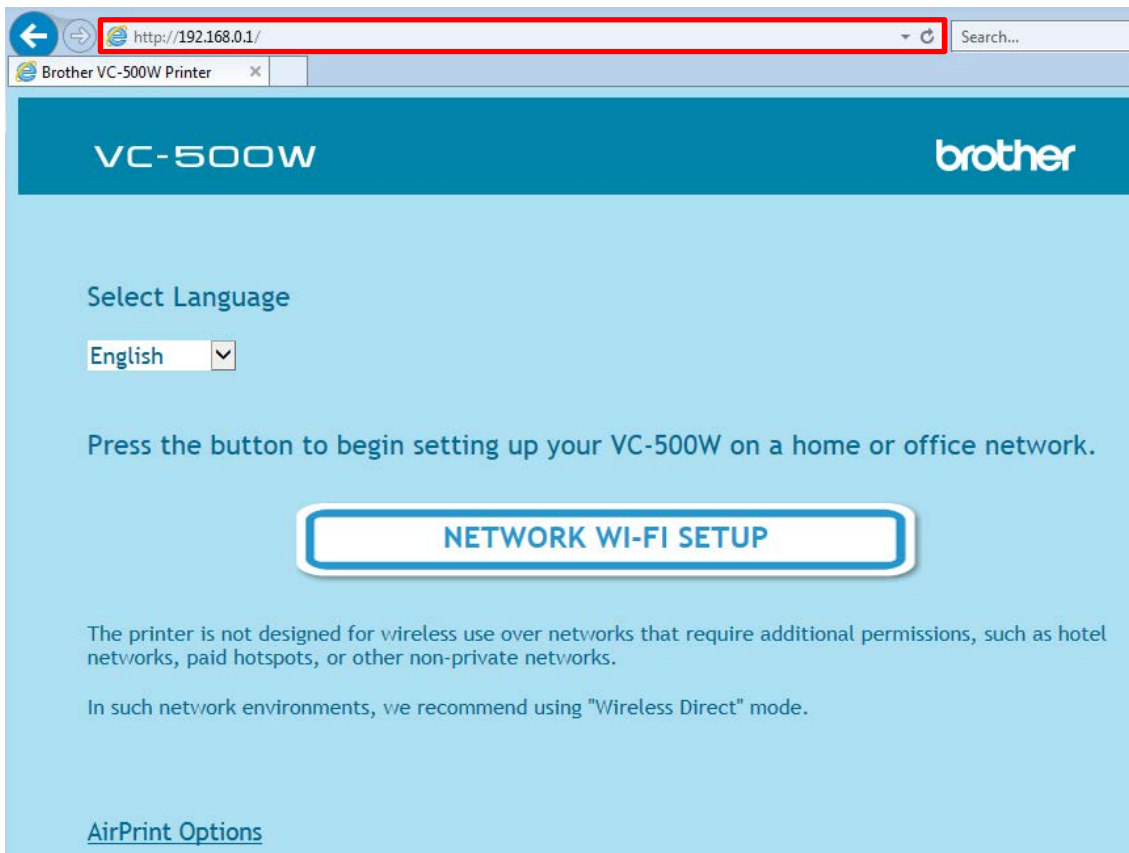 http://192.168.0.1/
Search...
Brother VC-500W Printer
VC-500W
brother
Select Language
English
Press the button to begin setting up your VC-500W on a home or office network.
NETWORK WI-FI SETUP
The printer is not designed for wireless use over networks that require additional permissions, such as hotel
networks, paid hotspots, or other non-private networks.
In such network environments, we recommend using "Wireless Direct" mode.
AirPrint Options